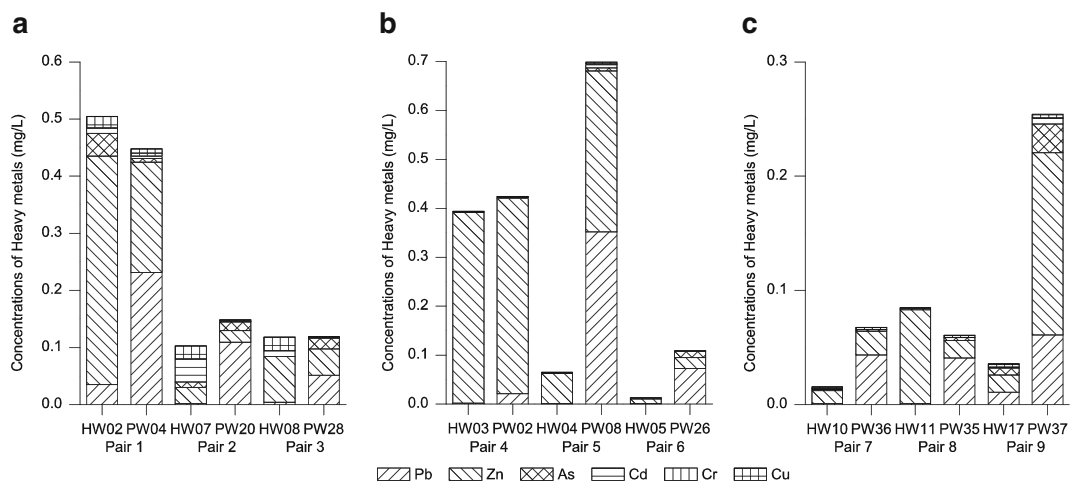 a
b
c
Concentrations of Heavy metals (mg/L)
0.6
0.5
0.4
0.3
0.2
0.1
0.0
HW02 PW04 HW07 PW20 HW08 PW28
Pair 1 Pair 2 Pair 3
Concentrations of Heavy metals (mg/L)
0.7
0.6
0.5
0.4
0.3
0.2
0.1
0.0
HW03 PW02 HW04 PW08 HW05 PW26
Pair 4 Pair 5 Pair 6
Concentrations of Heavy metals (mg/L)
0.3
0.2
0.1
0.0
HW10 PW36 HW11 PW35 HW17 PW37
Pair 7 Pair 8 Pair 9
Pb Zn As Cd Cr Cu